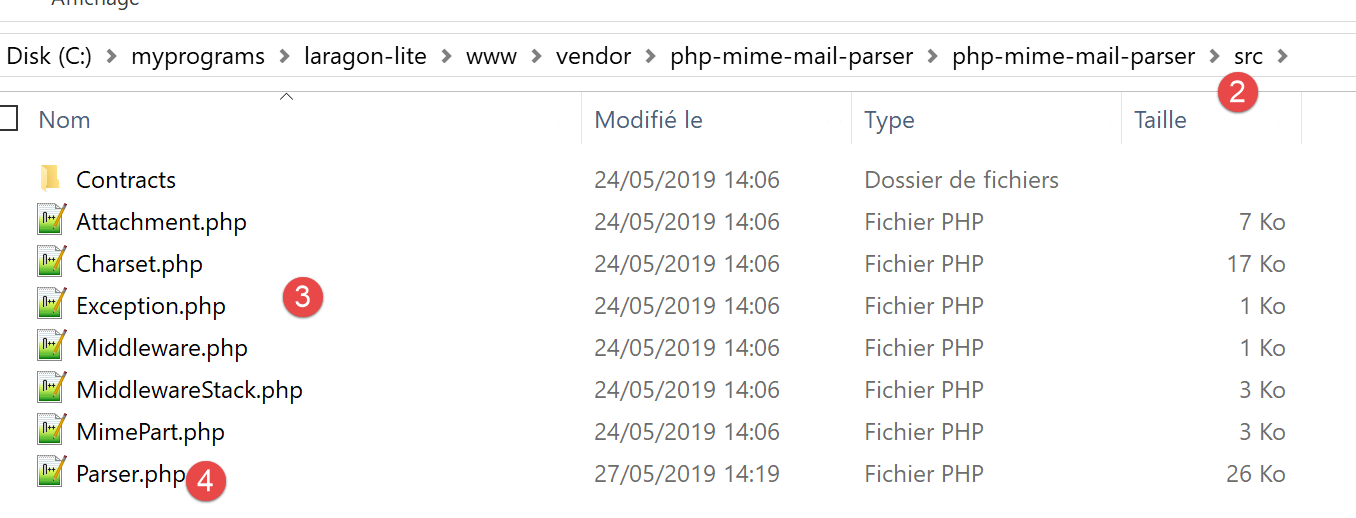 Affichage
Disk (C:) > myprograms > laragon-lite > www > vendor > php-mime-mail-parser > php-mime-mail-parser > src >
2
Nom Modifié le Type Taille
Contracts 24/05/2019 14:06 Dossier de fichiers
Attachment.php 24/05/2019 14:06 Fichier PHP 7 Ko
Charset.php 24/05/2019 14:06 Fichier PHP 17 Ko
Exception.php 24/05/2019 14:06 Fichier PHP 1 Ko
3
Middleware.php 24/05/2019 14:06 Fichier PHP 1 Ko
MiddlewareStack.php 24/05/2019 14:06 Fichier PHP 3 Ko
MimePart.php 24/05/2019 14:06 Fichier PHP 3 Ko
Parser.php 27/05/2019 14:19 Fichier PHP 26 Ko
4